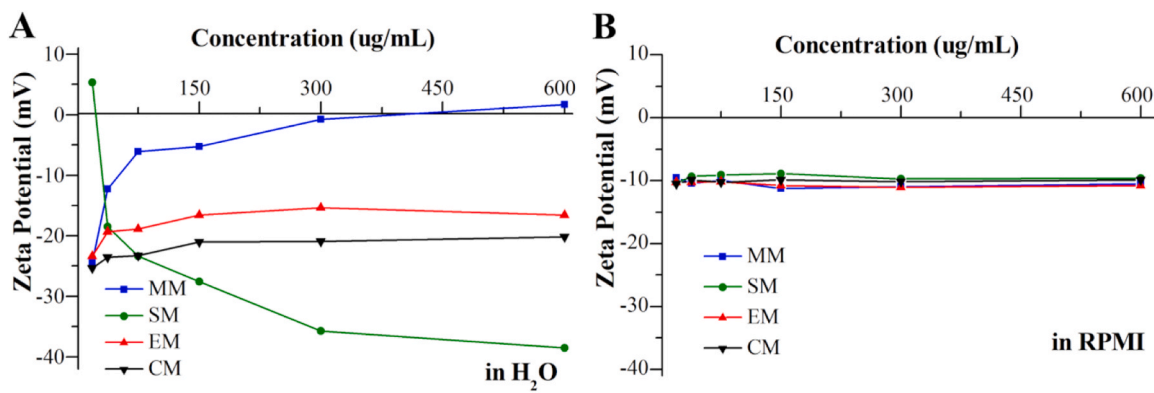 A
Concentration (ug/mL)
Zeta Potential (mV)
10
0
-10
-20
-30
-40
150
300
450
600
MM
SM
EM
CM
in H₂O
B
Concentration (ug/mL)
Zeta Potential (mV)
10
0
-10
-20
-30
-40
150
300
450
600
MM
SM
EM
CM
in RPMI